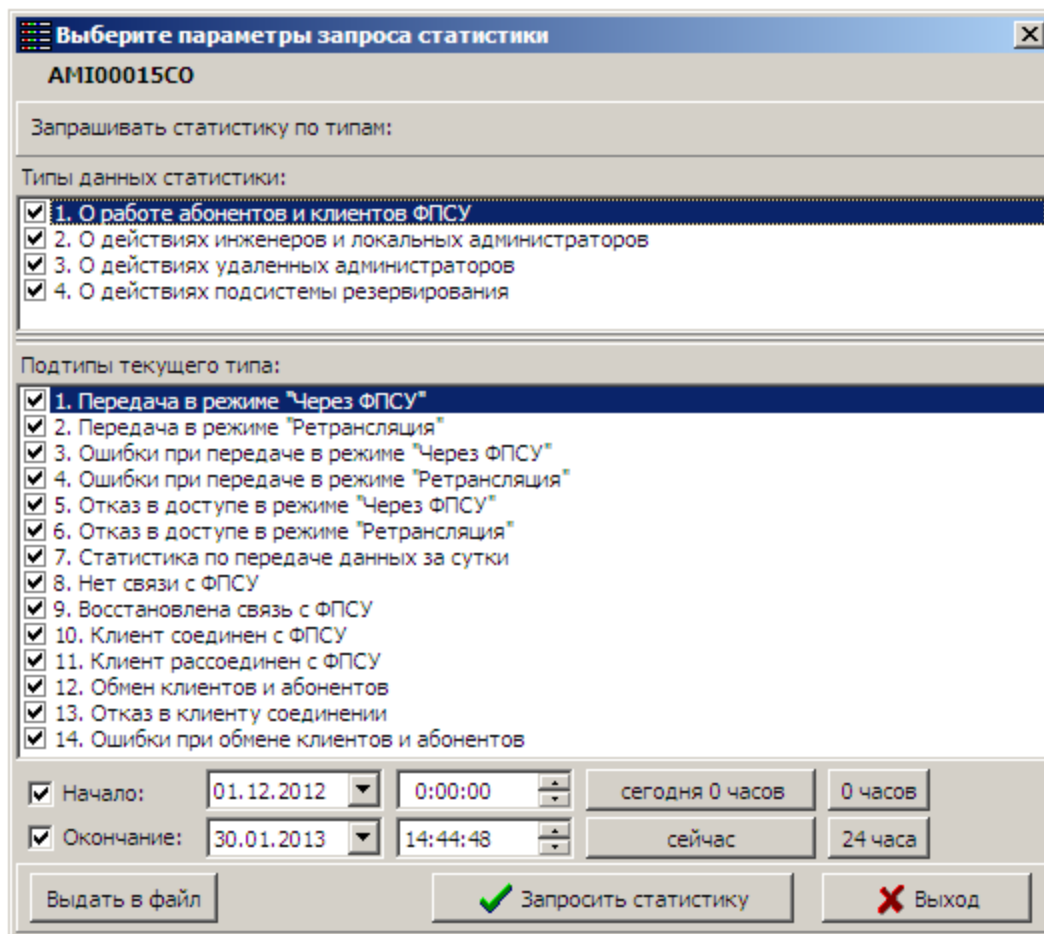 Выберите параметры запроса статистики
AMI00015CO
Запрашивать статистику по типам:
Типы данных статистики:
1. О работе абонентов и клиентов ФПСУ
2. О действиях инженеров и локальных администраторов
3. О действиях удаленных администраторов
4. О действиях подсистемы резервирования
Подтипы текущего типа:
1. Передача в режиме "Через ФПСУ"
2. Передача в режиме "Ретрансляция"
3. Ошибки при передаче в режиме "Через ФПСУ"
4. Ошибки при передаче в режиме "Ретрансляция"
5. Отказ в доступе в режиме "Через ФПСУ"
6. Отказ в доступе в режиме "Ретрансляция"
7. Статистика по передаче данных за сутки
8. Нет связи с ФПСУ
9. Восстановлена связь с ФПСУ
10. Клиент соединен с ФПСУ
11. Клиент рассоединен с ФПСУ
12. Обмен клиентов и абонентов
13. Отказ в клиенту соединении
14. Ошибки при обмене клиентов и абонентов
Начало: 01.12.2012 0:00:00 сегодня 0 часов 0 часов
Окончание: 30.01.2013 14:44:48 сейчас 24 часа
Выдать в файл Запросить статистику Выход